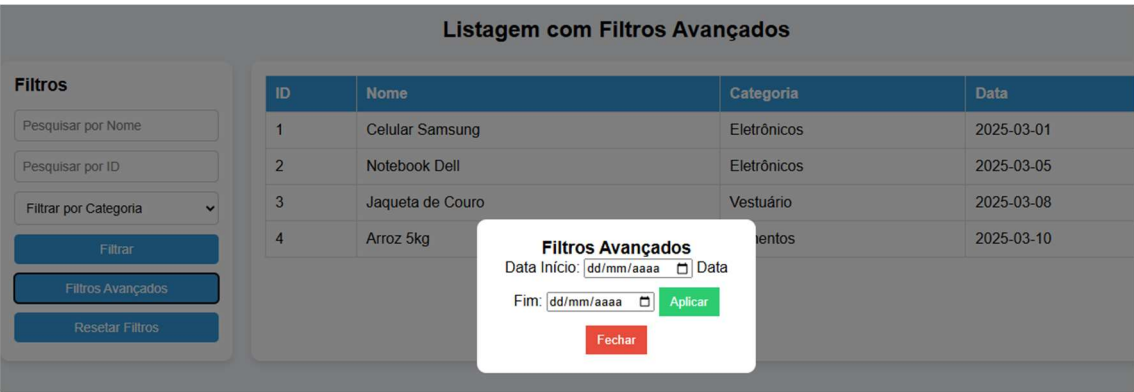 Listagem com Filtros Avançados
Filtros
Pesquisar por Nome
Pesquisar por ID
Filtrar por Categoria
Filtrar
Filtros Avançados
Resetar Filtros
ID Nome Categoria Data
1 Celular Samsung Eletrônicos 2025-03-01
2 Notebook Dell Eletrônicos 2025-03-05
3 Jaqueta de Couro Vestuário 2025-03-08
4 Arroz 5kg 2025-03-10
Filtros Avançados
Data Início: dd/mm/aaaa Data
Fim: dd/mm/aaaa Aplicar
Fechar